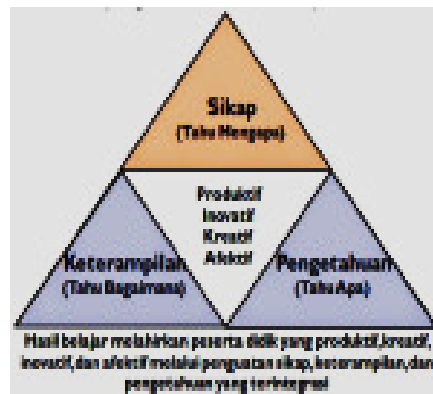 Sikap
(Tahu Mengapa)
Produktif
Inovatif
Kreatif
Afektif
Keterampilan
(Tahu Bagaimana)
Pengetahuan
(Tahu Apa)
Hasil belajar melahirkan peserta didik yang produktif, kreatif,
inovatif, dan afektif melalui penguatan sikap, keterampilan, dan
pengetahuan yang terintegrasi